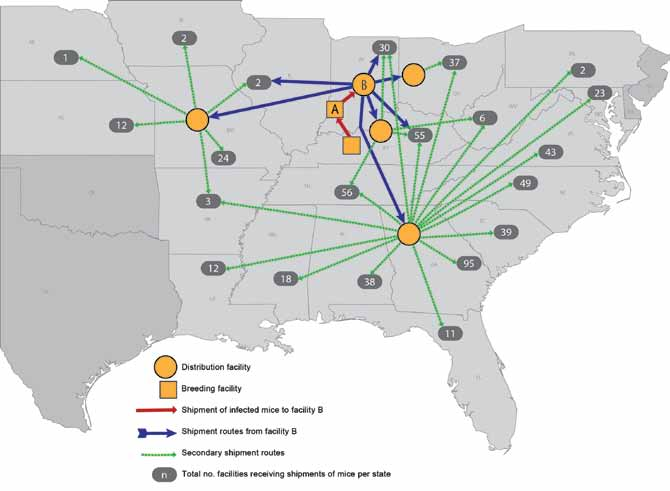 2
30
37
1
2
B
2
23
A
12
6
55
24
43
49
56
3
39
12
95
18
38
11
Distribution facility
Breeding facility
Shipment of infected mice to facility B
Shipment routes from facility B
Secondary shipment routes
n Total no. facilities receiving shipments of mice per state